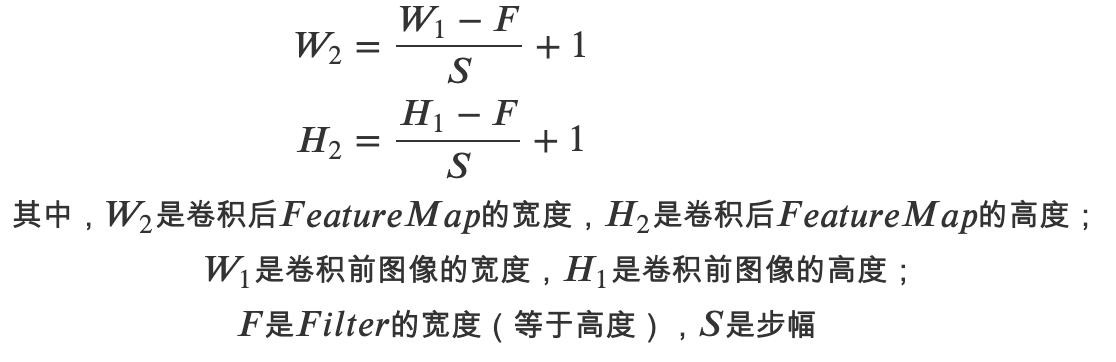 W₂ = (W₁ − F) / S + 1
H₂ = (H₁ − F) / S + 1
其中，W₂是卷积后FeatureMap的宽度，H₂是卷积后FeatureMap的高度；
W₁是卷积前图像的宽度，H₁是卷积前图像的高度；
F是Filter的宽度（等于高度），S是步幅